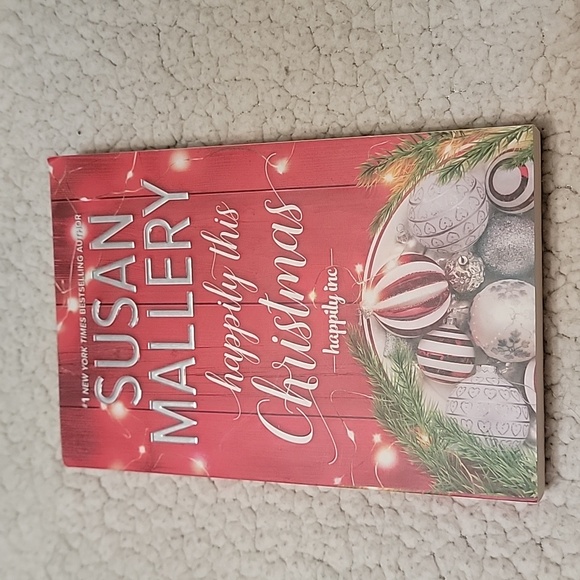 #1 NEW YORK TIMES BESTSELLING AUTHOR
SUSAN
MALLERY
happily this
Christmas
happily inc